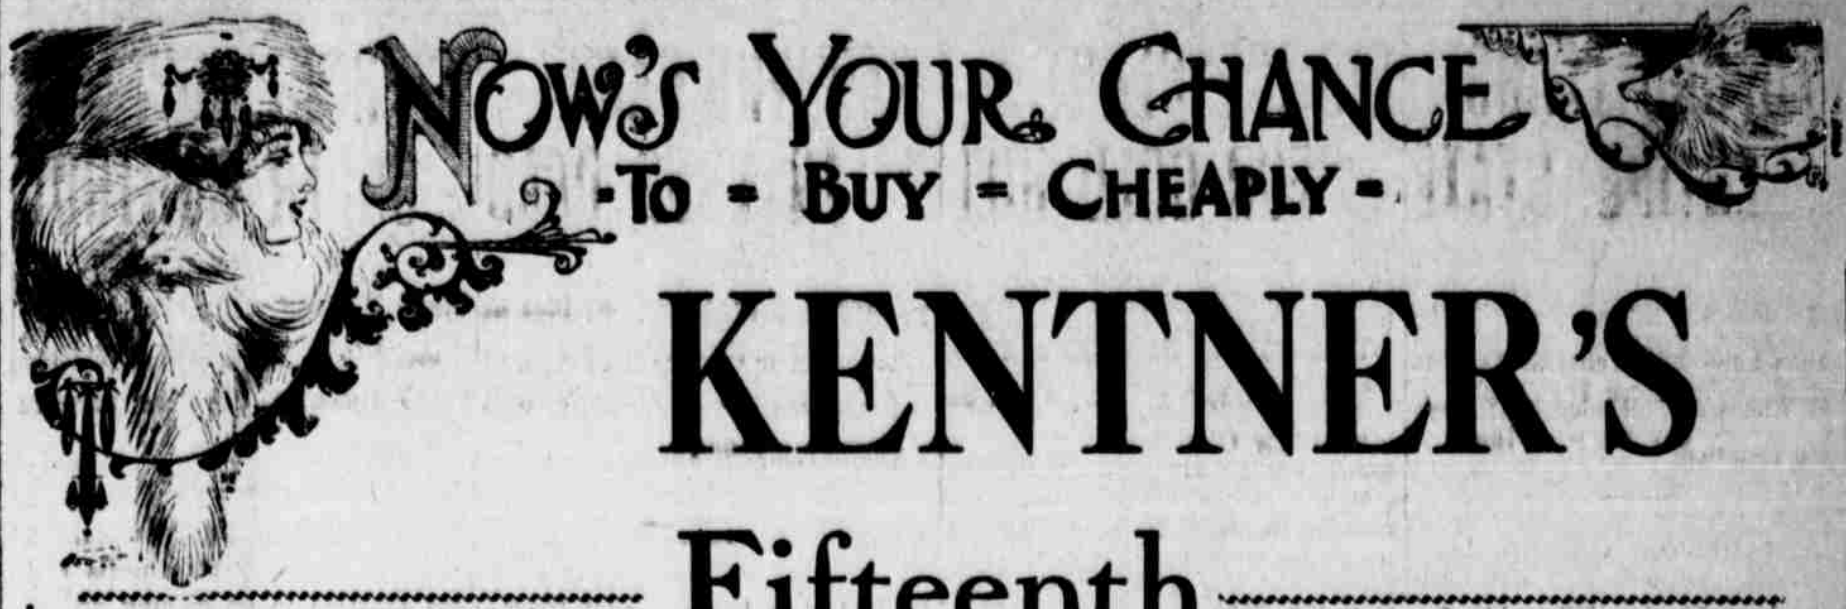 NOW'S YOUR CHANCE
- TO - BUY - CHEAPLY -
KENTNER'S
Fifteenth